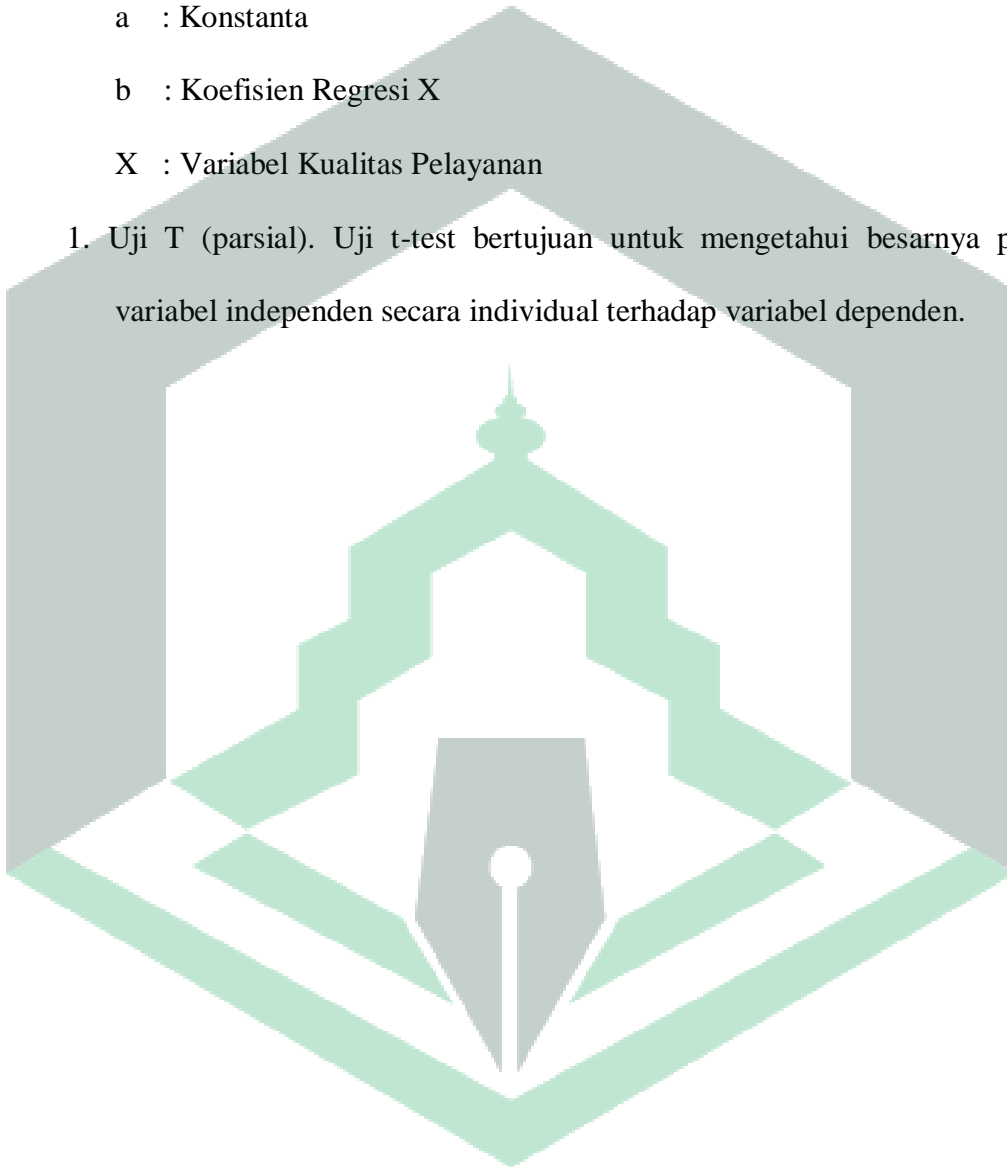 a : Konstanta
b : Koefisien Regresi X
X : Variabel Kualitas Pelayanan
1. Uji T (parsial). Uji t-test bertujuan untuk mengetahui besarnya
variabel independen secara individual terhadap variabel dependen.